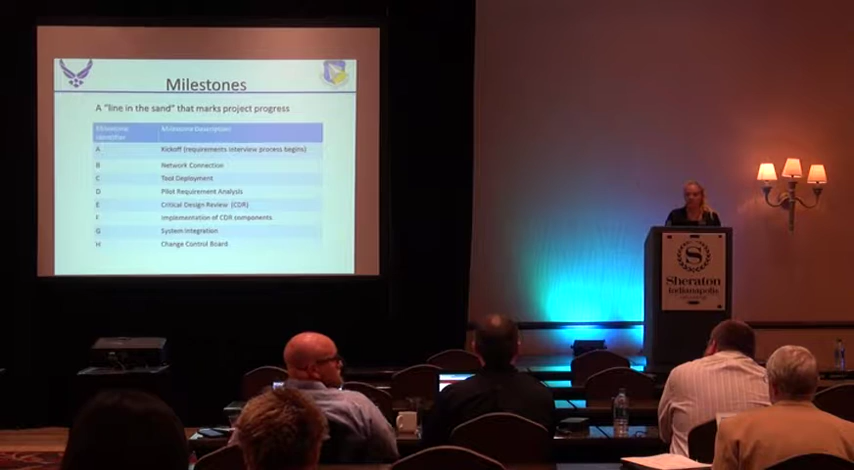 Milestones
A "line in the sand" that marks project progress
Milestone Milestone Description
Identifier
A Kickoff (requirements interview process begins)
B Network Connection
C Tool Deployment
D Pilot Requirement Analysis
E Critical Design Review (CDR)
F Implementation of CDR components
G System Integration
H Change Control Board
S
Sheraton
Indianapolis